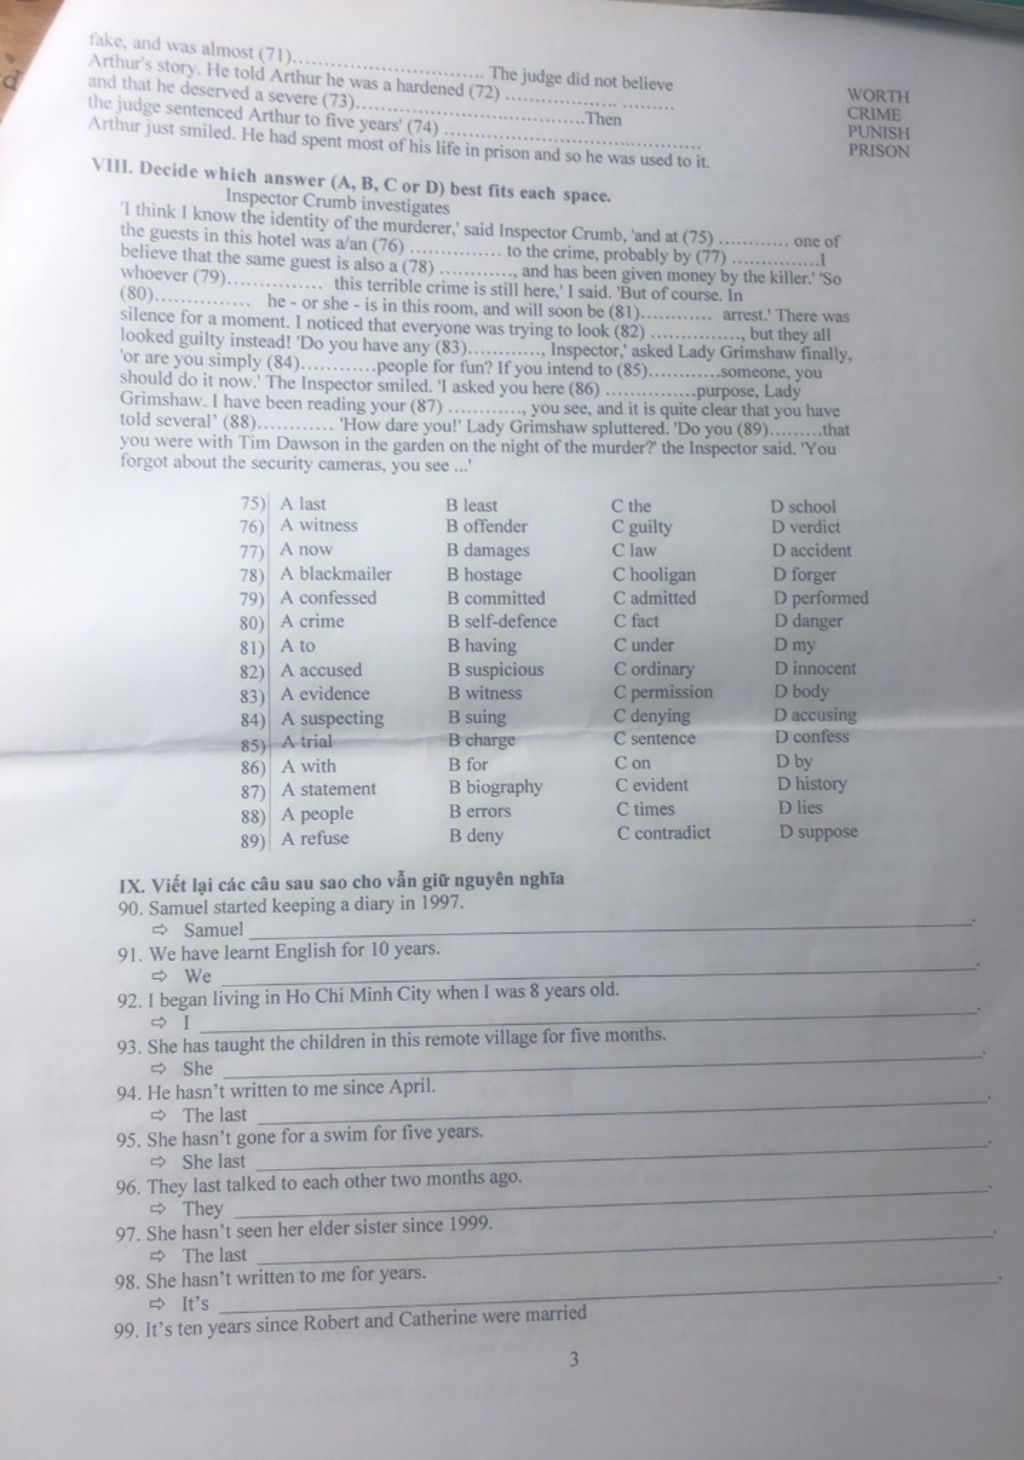 fake, and was almost (71)................................ The judge did not believe
Arthur's story. He told Arthur he was a hardened (72) .............................
and that he deserved a severe (73).......................................Then
the judge sentenced Arthur to five years' (74) ............................................
Arthur just smiled. He had spent most of his life in prison and so he was used to it.
WORTH
CRIME
PUNISH
PRISON
VIII. Decide which answer (A, B, C or D) best fits each space.
Inspector Crumb investigates
'I think I know the identity of the murderer,' said Inspector Crumb, 'and at (75) ............ one of
the guests in this hotel was a/an (76) ................ to the crime, probably by (77) ...............I
believe that the same guest is also a (78) ............., and has been given money by the killer.' 'So
whoever (79)................ this terrible crime is still here,' I said. 'But of course. In
(80)................ he - or she - is in this room, and will soon be (81)............ arrest.' There was
silence for a moment. I noticed that everyone was trying to look (82) ..............., but they all
looked guilty instead! 'Do you have any (83)............., Inspector,' asked Lady Grimshaw finally,
'or are you simply (84)............people for fun? If you intend to (85)............someone, you
should do it now.' The Inspector smiled. 'I asked you here (86) ...............purpose, Lady
Grimshaw. I have been reading your (87) ............, you see, and it is quite clear that you have
told several' (88)............ 'How dare you!' Lady Grimshaw spluttered. 'Do you (89).........that
you were with Tim Dawson in the garden on the night of the murder?' the Inspector said. 'You
forgot about the security cameras, you see ...'
75) A last B least C the D school
76) A witness B offender C guilty D verdict
77) A now B damages C law D accident
78) A blackmailer B hostage C hooligan D forger
79) A confessed B committed C admitted D performed
80) A crime B self-defence C fact D danger
81) A to B having C under D my
82) A accused B suspicious C ordinary D innocent
83) A evidence B witness C permission D body
84) A suspecting B suing C denying D accusing
85) A trial B charge C sentence D confess
86) A with B for C on D by
87) A statement B biography C evident D history
88) A people B errors C times D lies
89) A refuse B deny C contradict D suppose
IX. Viết lại các câu sau sao cho vẫn giữ nguyên nghĩa
90. Samuel started keeping a diary in 1997.
⇨ Samuel ______________________.
91. We have learnt English for 10 years.
⇨ We ______________________.
92. I began living in Ho Chi Minh City when I was 8 years old.
⇨ I ______________________.
93. She has taught the children in this remote village for five months.
⇨ She ______________________.
94. He hasn't written to me since April.
⇨ The last ______________________.
95. She hasn't gone for a swim for five years.
⇨ She last ______________________.
96. They last talked to each other two months ago.
⇨ They ______________________.
97. She hasn't seen her elder sister since 1999.
⇨ The last ______________________.
98. She hasn't written to me for years.
⇨ It's ______________________.
99. It's ten years since Robert and Catherine were married
3